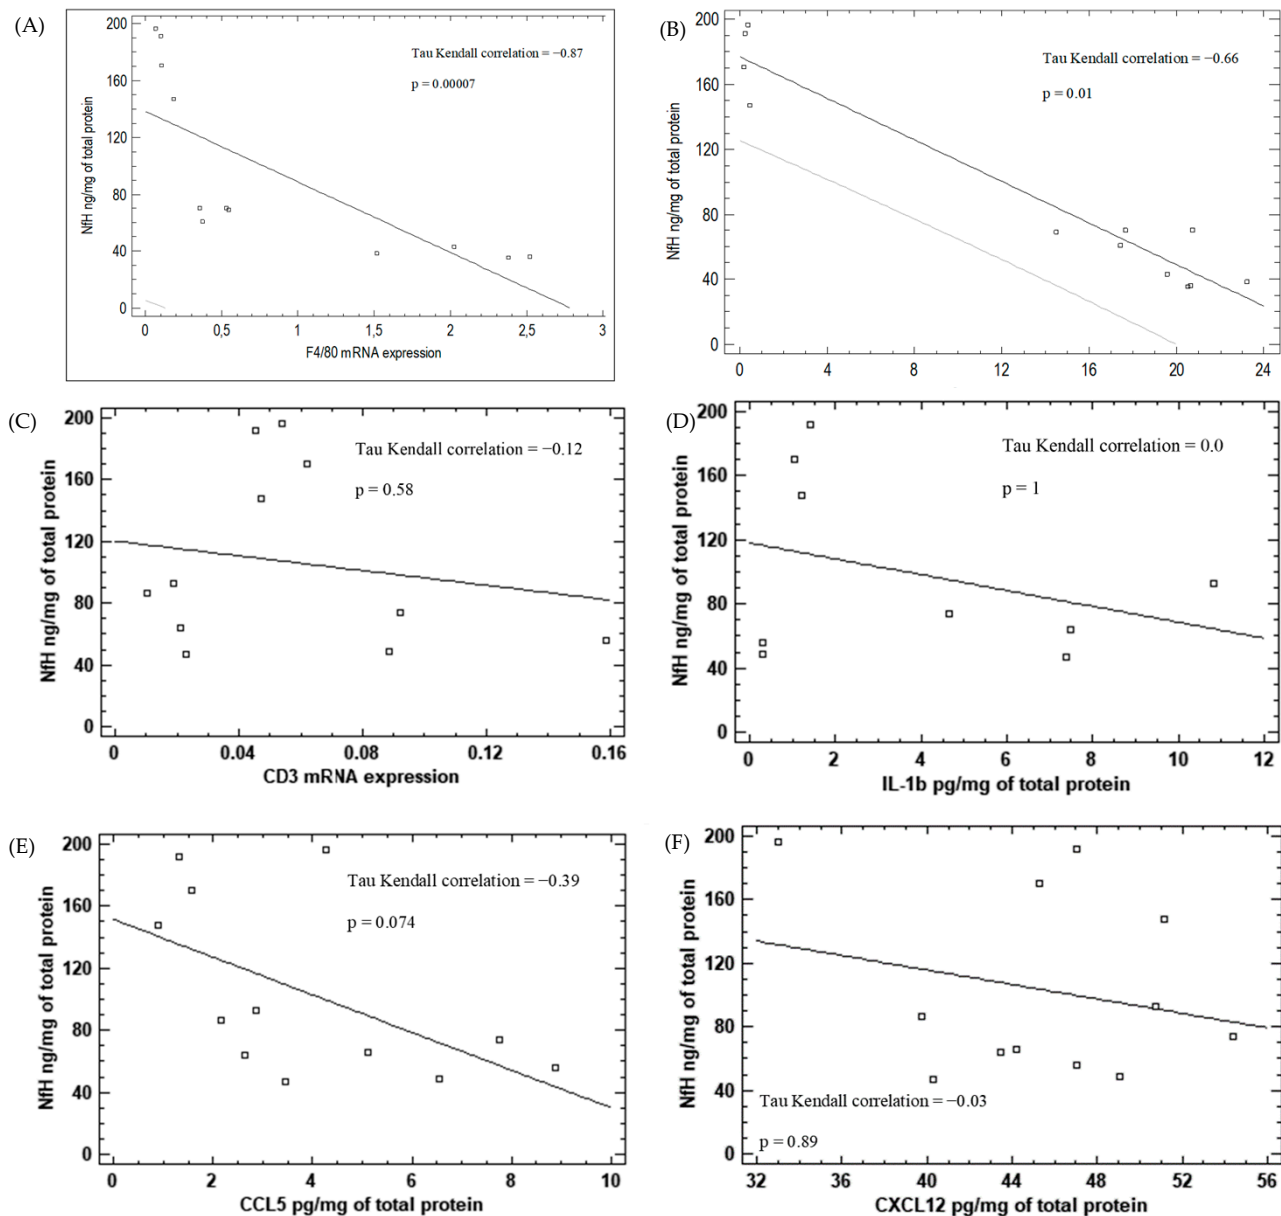 (A)
NfH ng/mg of total protein
200
160
120
80
40
0
Tau Kendall correlation = −0.87
p = 0.00007
0 0,5 1 1,5 2 2,5 3
F4/80 mRNA expression
(B)
NfH ng/mg of total protein
200
160
120
80
40
0
Tau Kendall correlation = −0.66
p = 0.01
0 4 8 12 16 20 24
(C)
NfH ng/mg of total protein
200
160
120
80
40
0
Tau Kendall correlation = −0.12
p = 0.58
0 0.04 0.08 0.12 0.16
CD3 mRNA expression
(D)
NfH ng/mg of total protein
200
160
120
80
40
0
Tau Kendall correlation = 0.0
p = 1
0 2 4 6 8 10 12
IL-1b pg/mg of total protein
(E)
NfH ng/mg of total protein
200
160
120
80
40
0
Tau Kendall correlation = −0.39
p = 0.074
0 2 4 6 8 10
CCL5 pg/mg of total protein
(F)
NfH ng/mg of total protein
200
160
120
80
40
0
Tau Kendall correlation = −0.03
p = 0.89
32 36 40 44 48 52 56
CXCL12 pg/mg of total protein